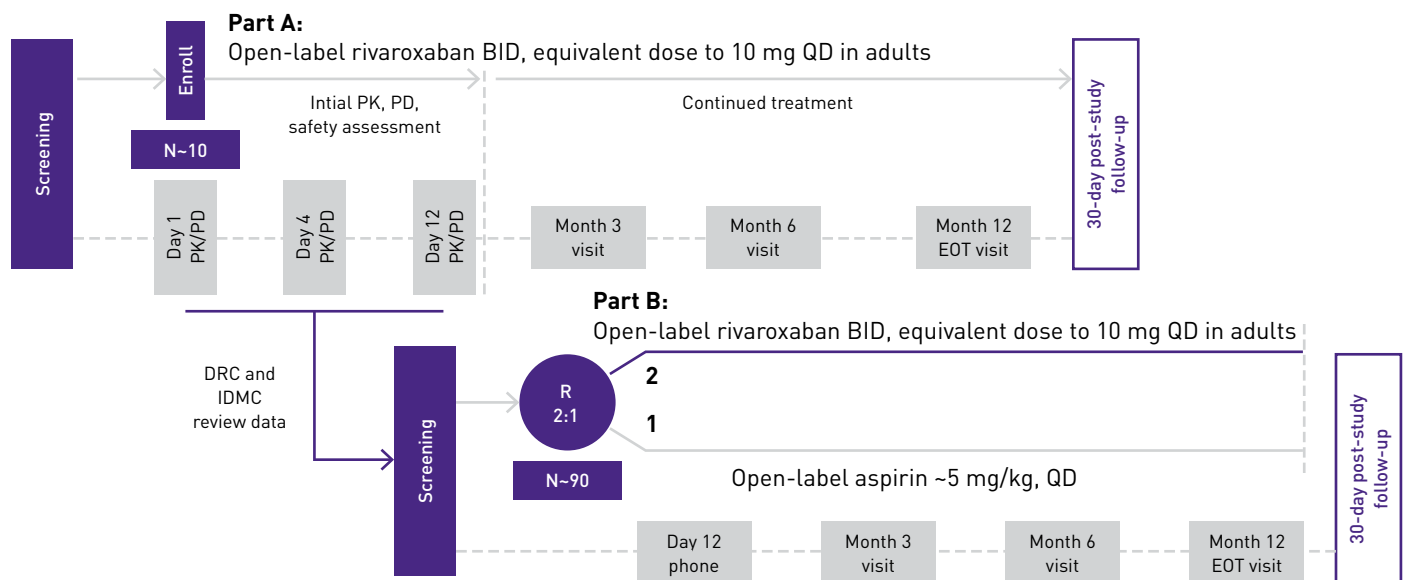 Part A:
Open-label rivaroxaban BID, equivalent dose to 10 mg QD in adults
Screening
Enroll
N~10
Intial PK, PD,
safety assessment
Continued treatment
Day 1
PK/PD
Day 4
PK/PD
Day 12
PK/PD
Month 3
visit
Month 6
visit
Month 12
EOT visit
30-day post-study
follow-up
DRC and
IDMC
review data
Part B:
Open-label rivaroxaban BID, equivalent dose to 10 mg QD in adults
Screening
R
2:1
N~90
2
1
Open-label aspirin ~5 mg/kg, QD
Day 12
phone
Month 3
visit
Month 6
visit
Month 12
EOT visit
30-day post-study
follow-up